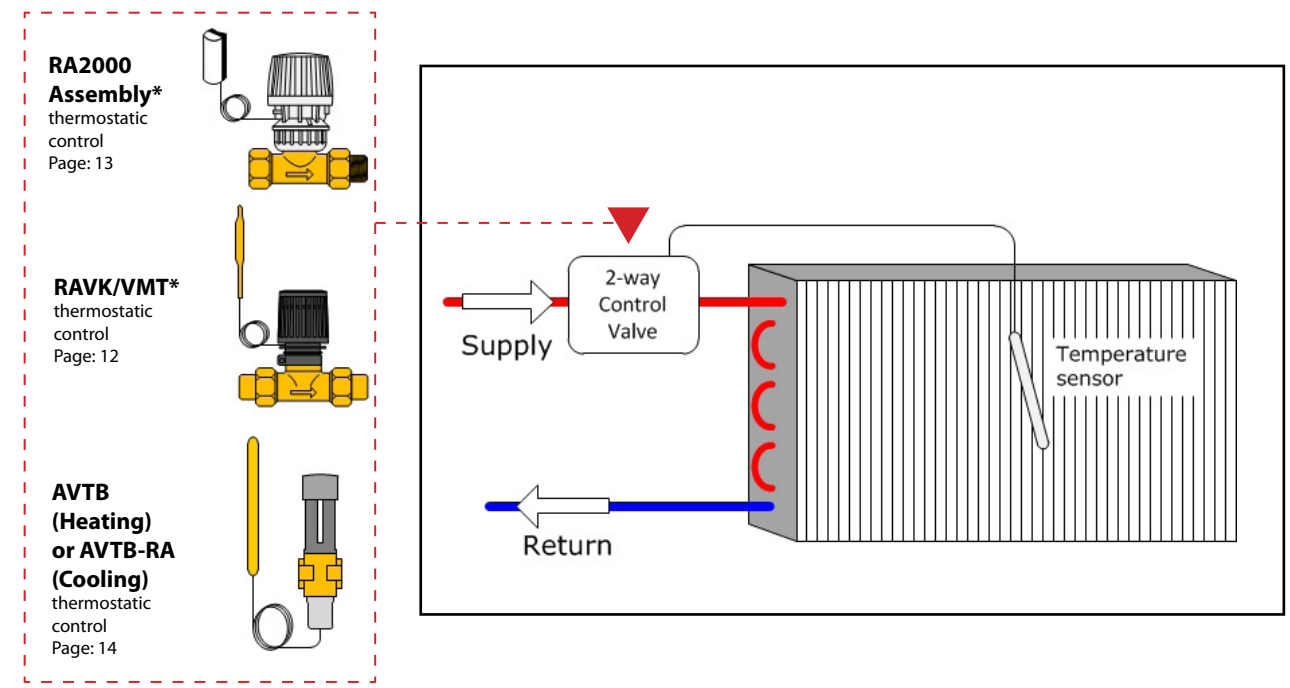 RA2000
Assembly*
thermostatic
control
Page: 13
RAVK/VMT*
thermostatic
control
Page: 12
AVTB
(Heating)
or AVTB-RA
(Cooling)
thermostatic
control
Page: 14
2-way
Control
Valve
Supply
Temperature
sensor
Return